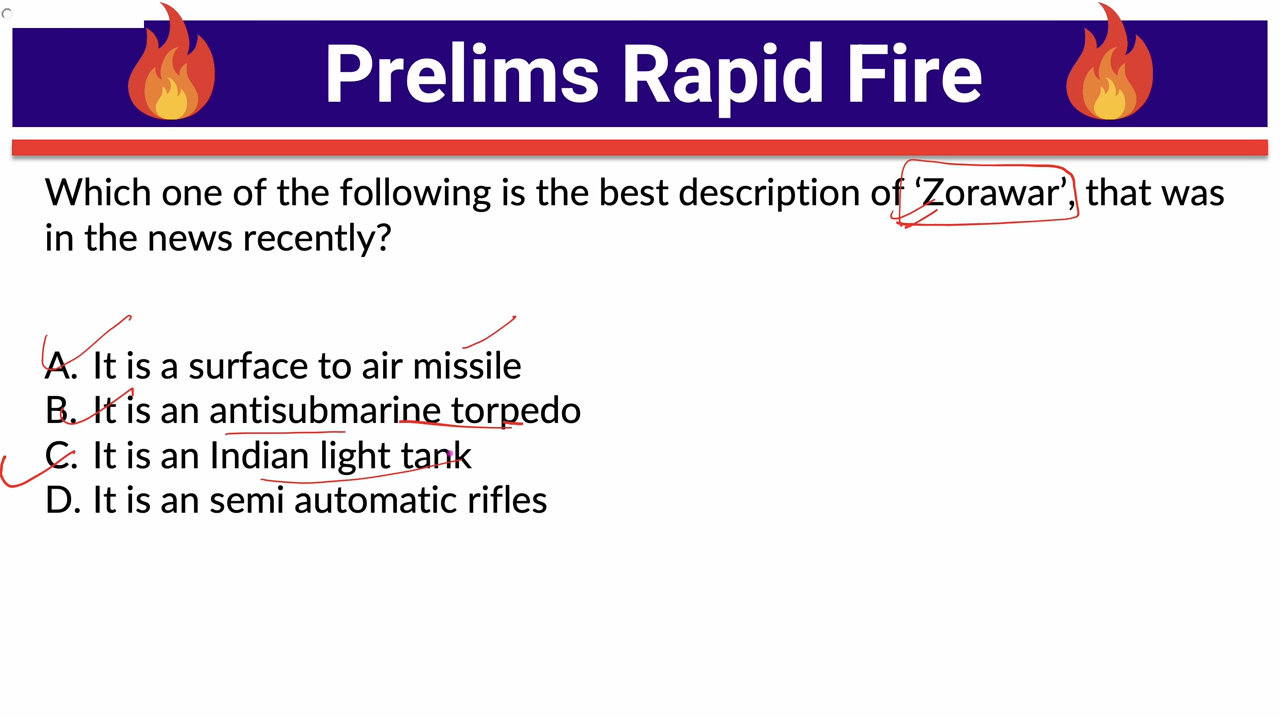 Prelims Rapid Fire
Which one of the following is the best description of ‘Zorawar’, that was
in the news recently?
A. It is a surface to air missile
B. It is an antisubmarine torpedo
C. It is an Indian light tank
D. It is an semi automatic rifles